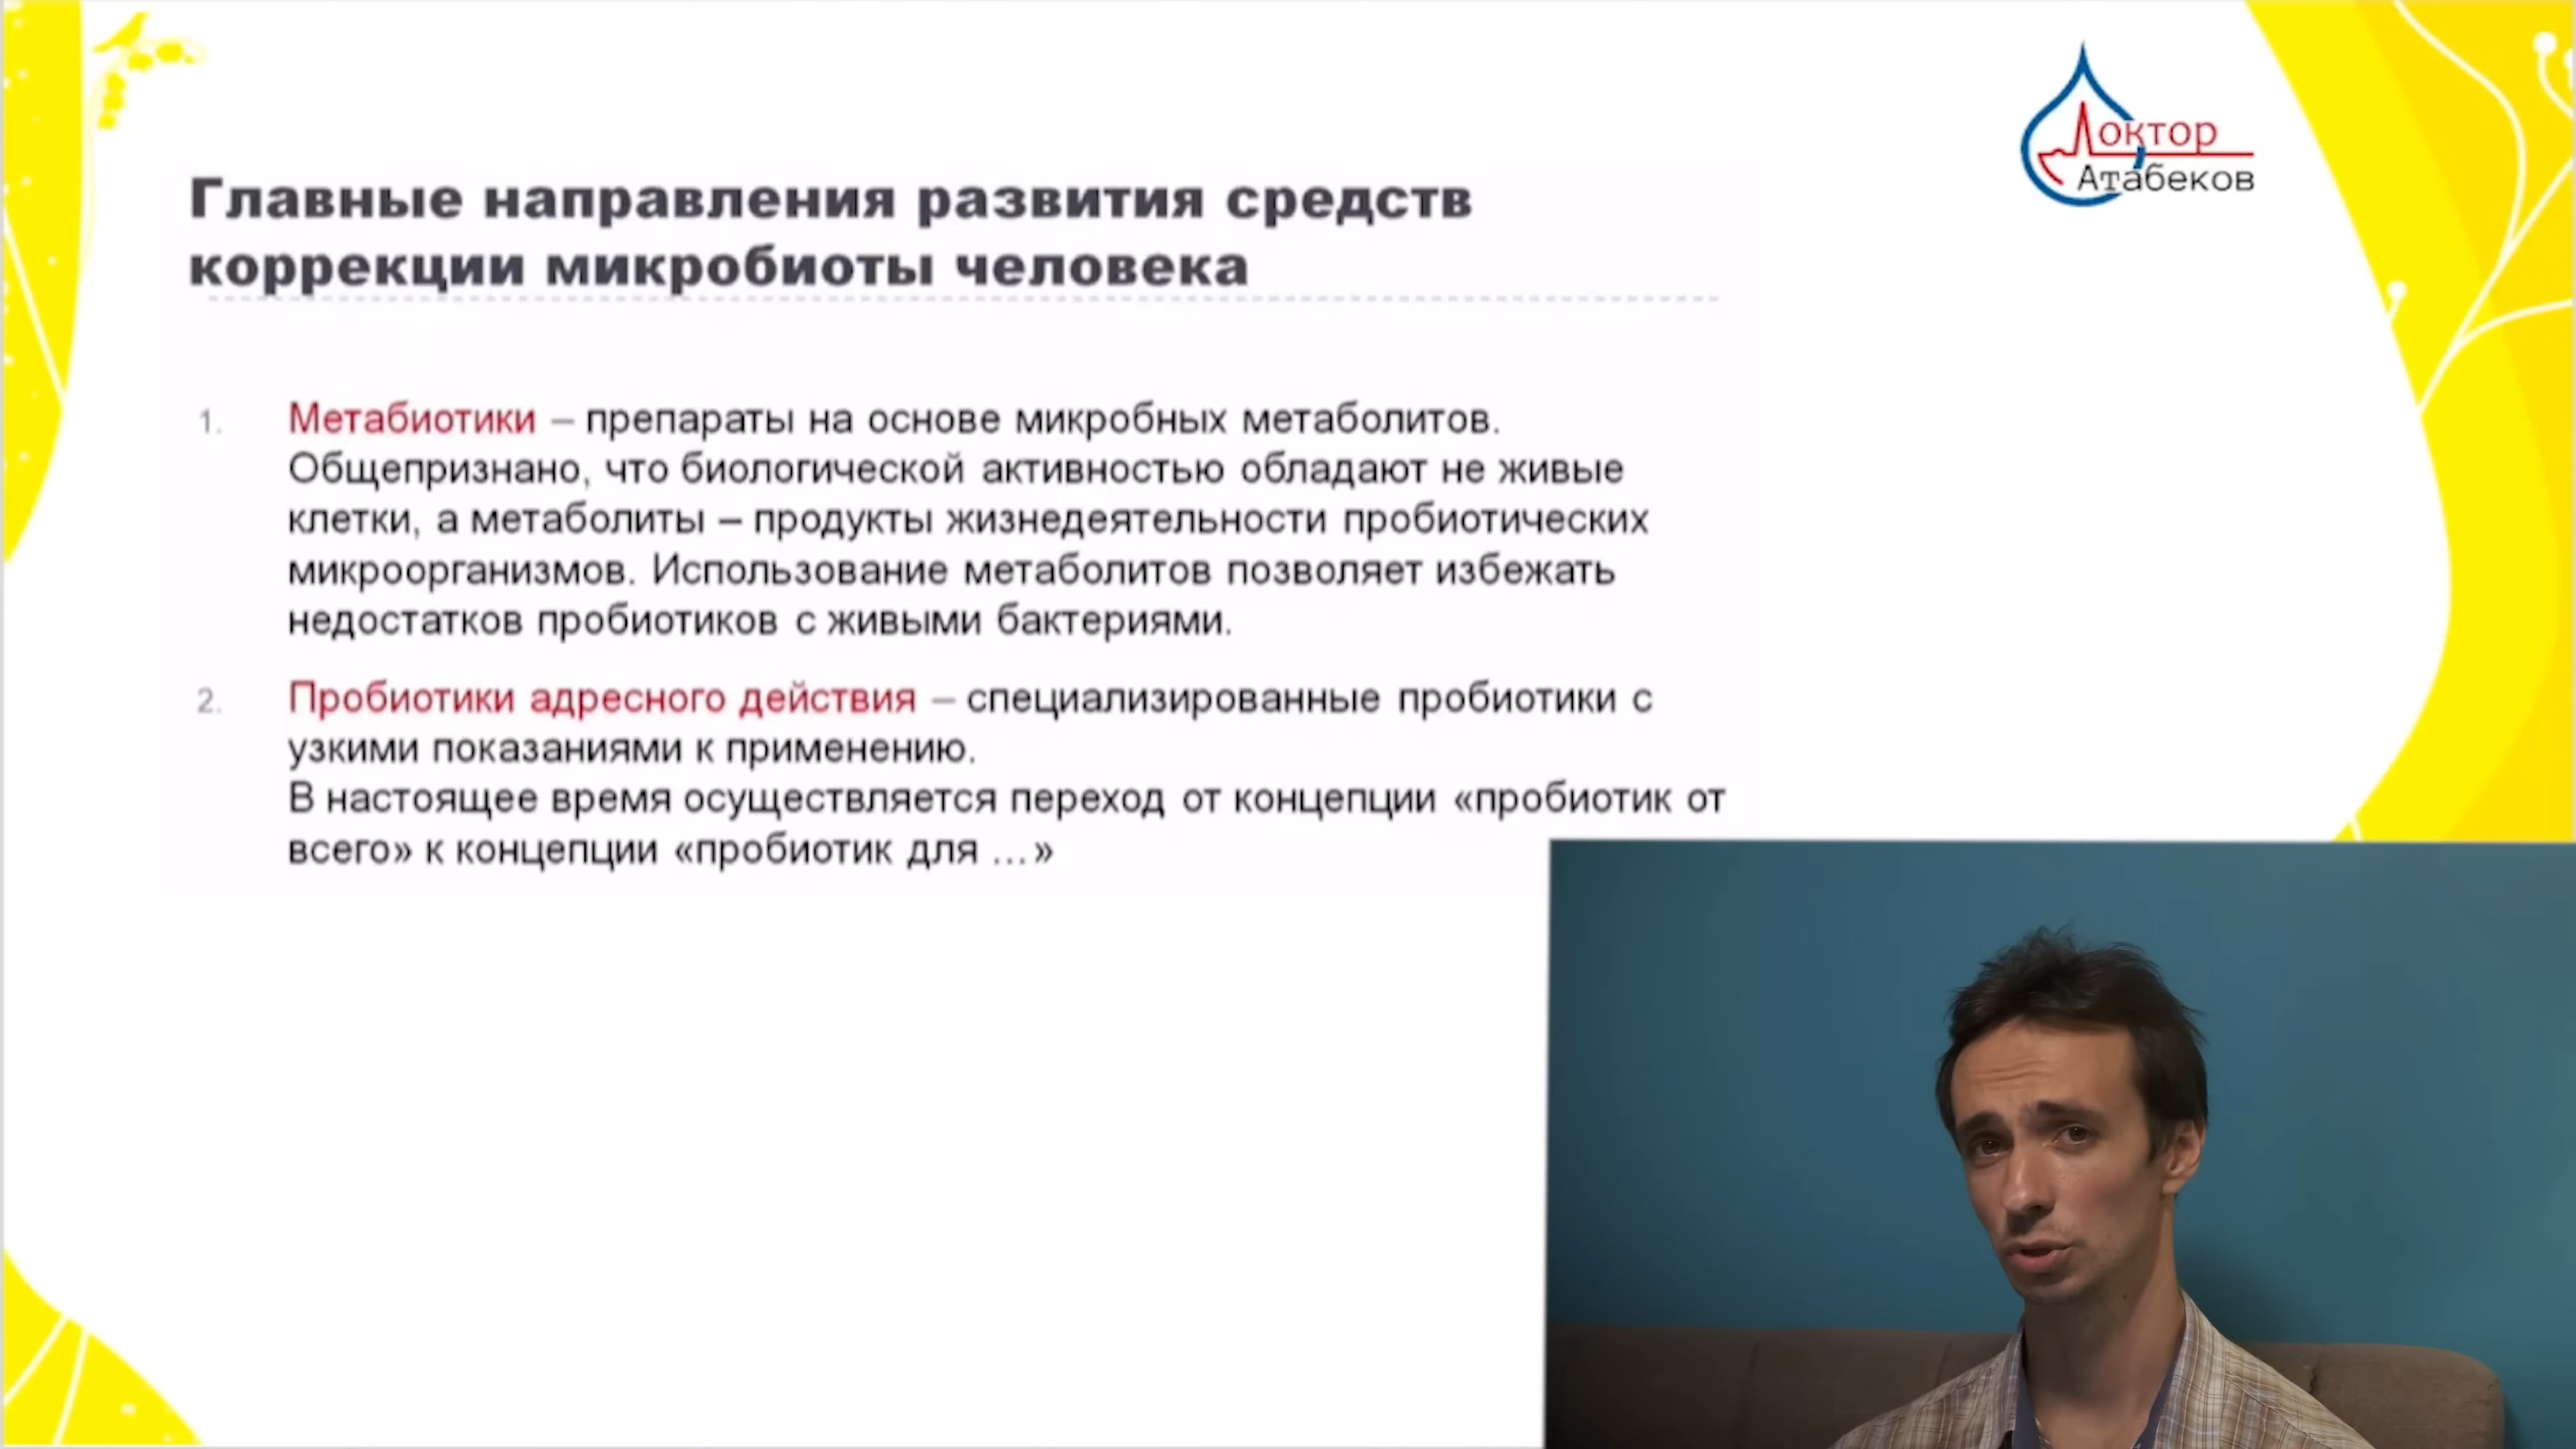 Доктор
Атабеков
Главные направления развития средств
коррекции микробиоты человека
1. Метабиотики – препараты на основе микробных метаболитов.
Общепризнано, что биологической активностью обладают не живые
клетки, а метаболиты – продукты жизнедеятельности пробиотических
микроорганизмов. Использование метаболитов позволяет избежать
недостатков пробиотиков с живыми бактериями.
2. Пробиотики адресного действия – специализированные пробиотики с
узкими показаниями к применению.
В настоящее время осуществляется переход от концепции «пробиотик от
всего» к концепции «пробиотик для ...»